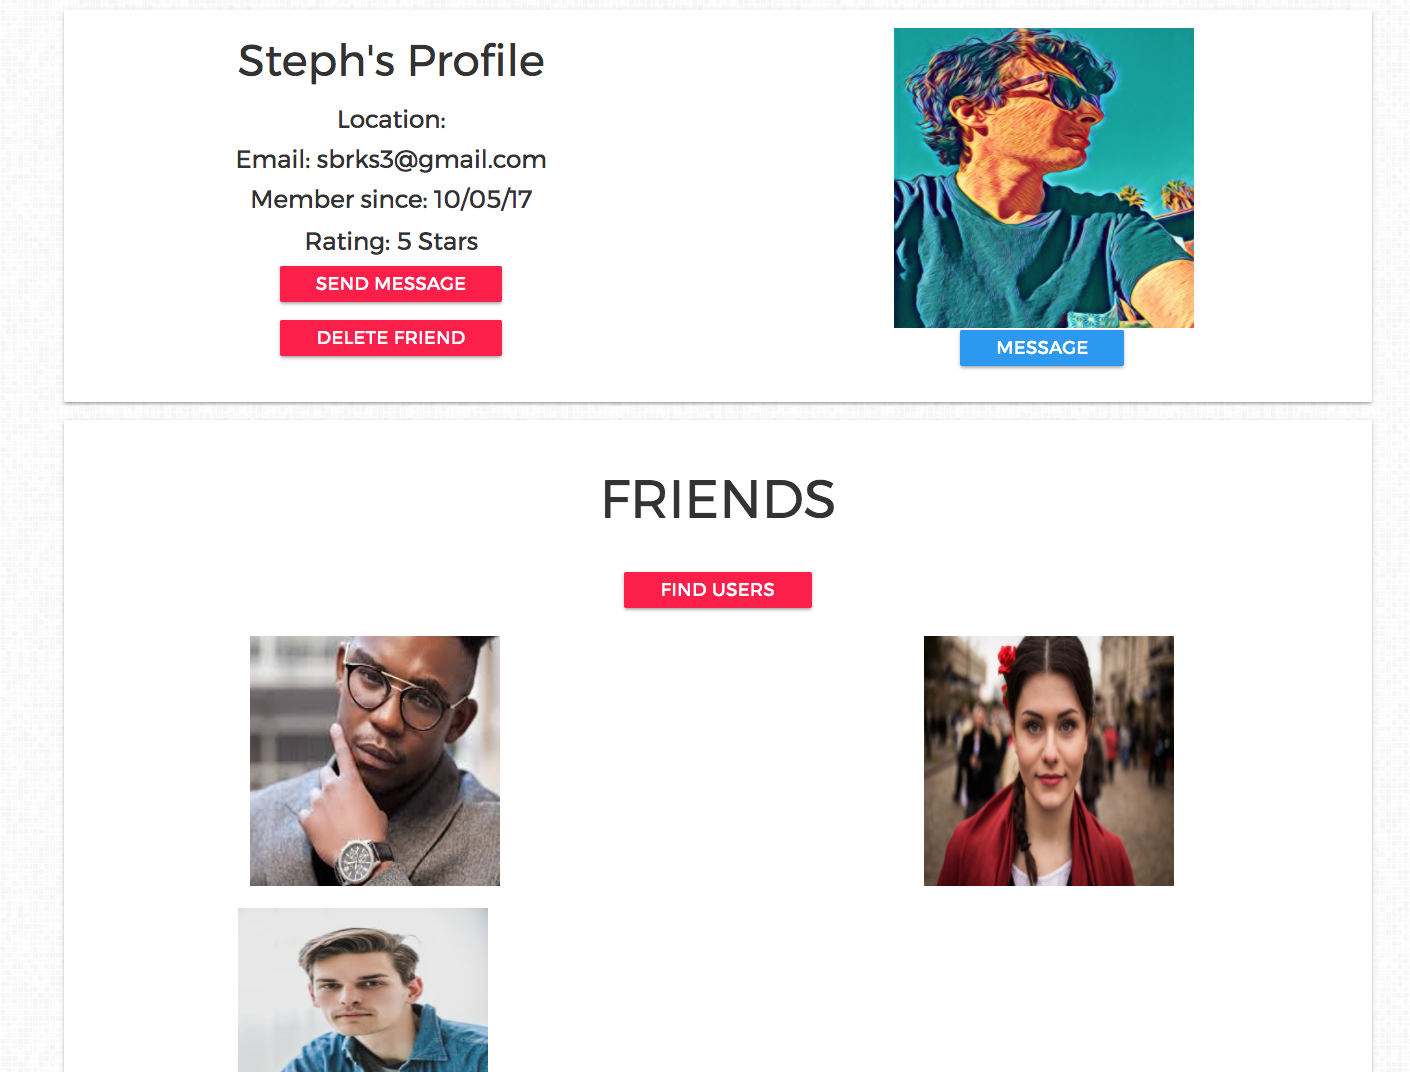 Steph's Profile
Location:
Email: sbrks3@gmail.com
Member since: 10/05/17
Rating: 5 Stars
SEND MESSAGE
DELETE FRIEND
MESSAGE
FRIENDS
FIND USERS